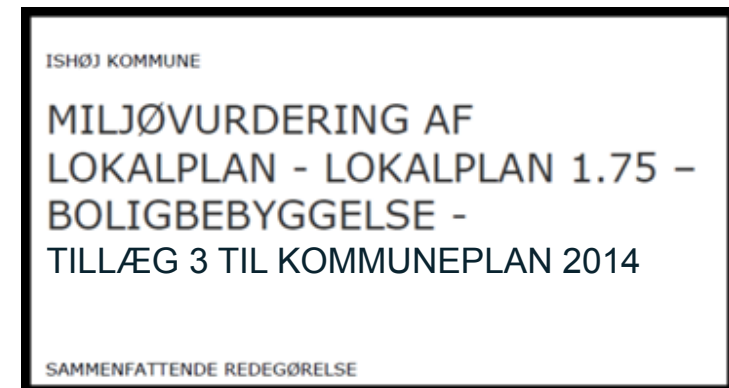 ISHØJ KOMMUNE
MILJØVURDERING AF
LOKALPLAN - LOKALPLAN 1.75 –
BOLIGBEBYGGELSE -
TILLÆG 3 TIL KOMMUNEPLAN 2014
SAMMENFATTENDE REDEGØRELSE